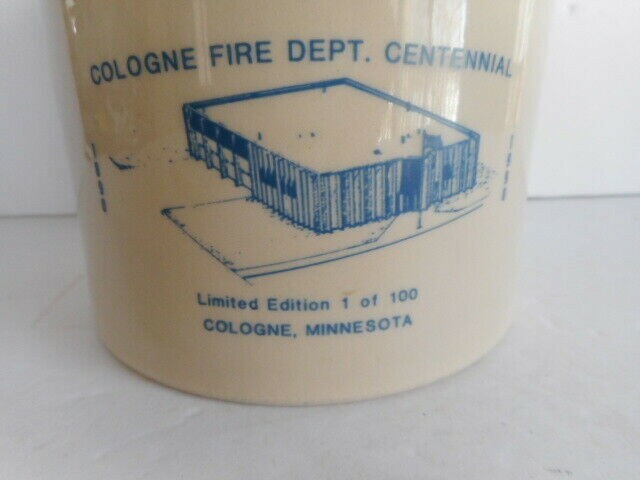 COLOGNE FIRE DEPT. CENTENNIAL
Limited Edition 1 of 100
COLOGNE, MINNESOTA